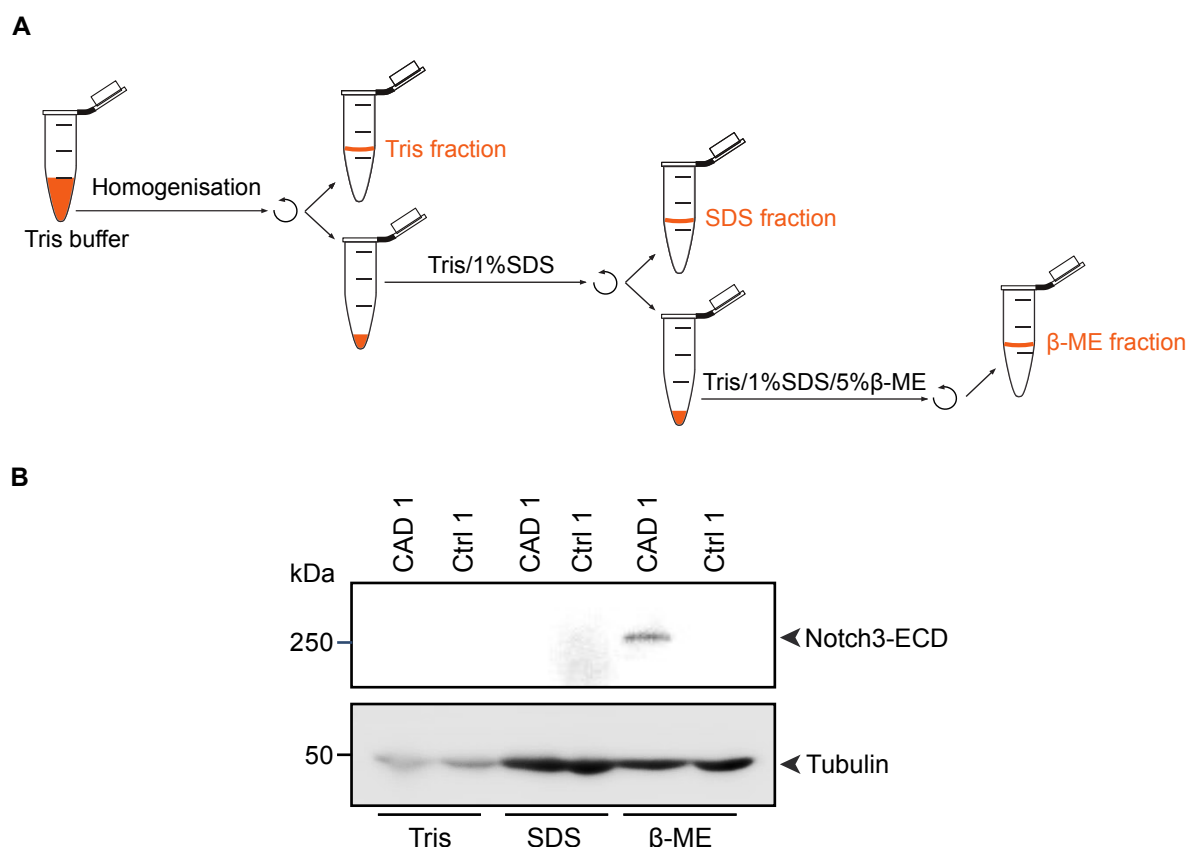 A
Tris fraction
Homogenisation
Tris buffer
SDS fraction
Tris/1%SDS
β-ME fraction
Tris/1%SDS/5%β-ME
B
CAD 1
Ctrl 1
CAD 1
Ctrl 1
CAD 1
Ctrl 1
kDa
250
Notch3-ECD
50
Tubulin
Tris
SDS
ß-ME